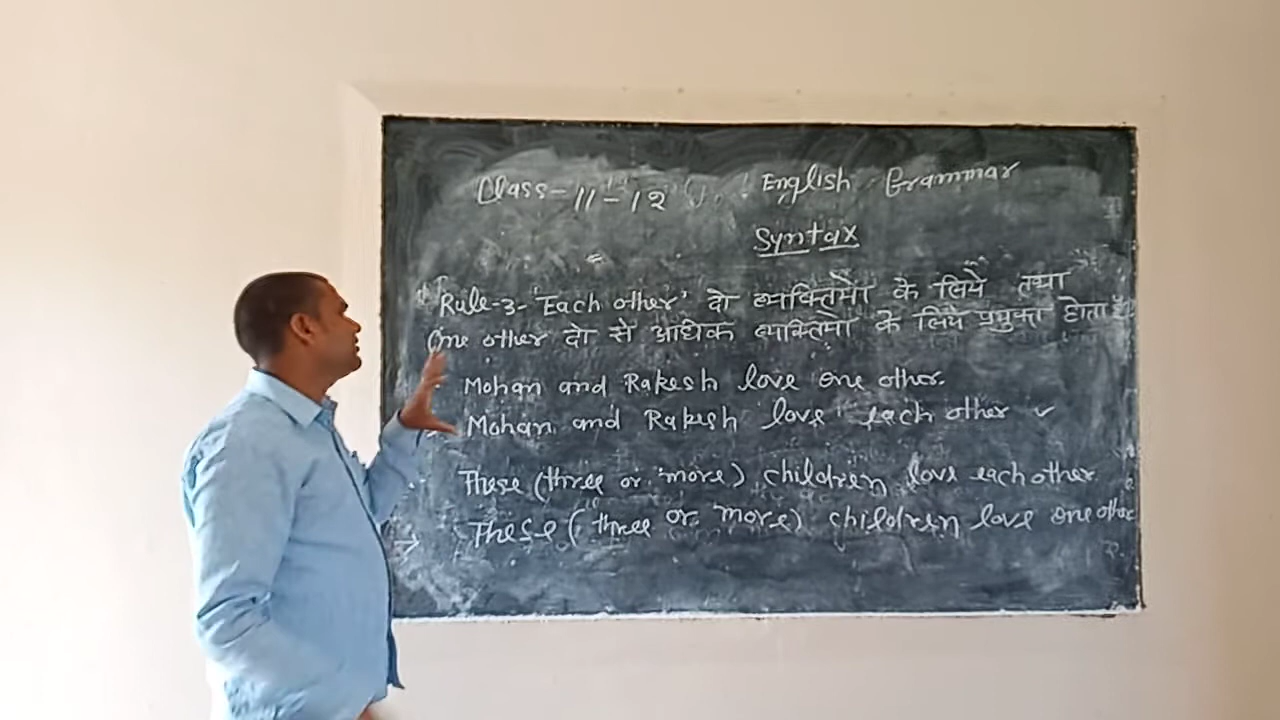 Class- 11-12 English Grammar
Syntax
Rule-3- "Each other" दो व्यक्तियों के लिये तथा
One other दो से अधिक व्यक्तियों के लिये प्रयुक्त होता है।
Mohan and Rakesh love one other.
Mohan and Rakesh love each other ✓
These (three or more) children love each other
→ These (three or more) children love one other